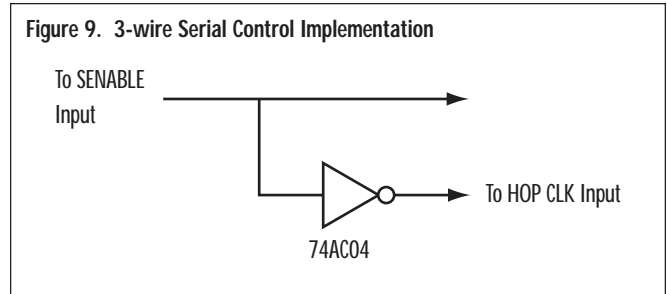 Figure 9. 3-wire Serial Control Implementation
To SENABLE
Input
To HOP CLK Input
74AC04